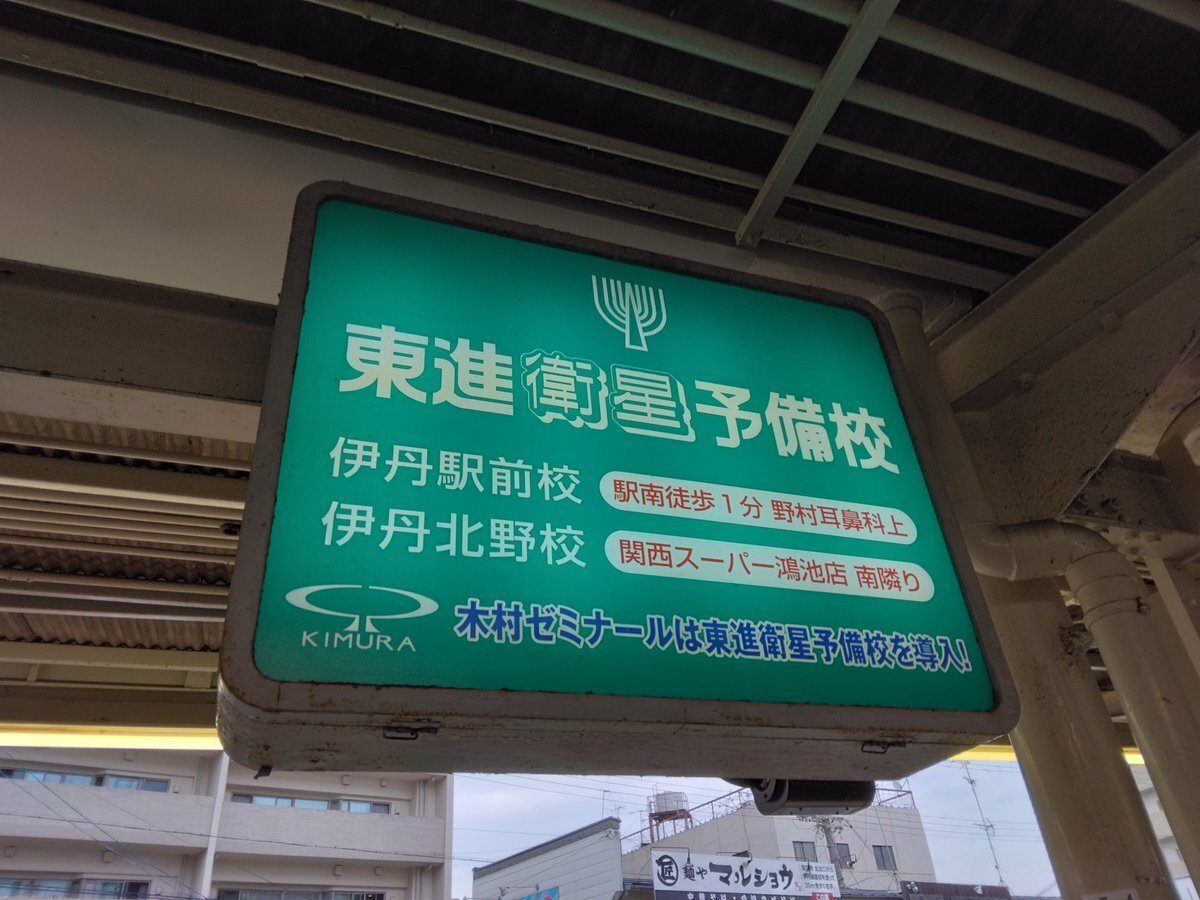 東進衛星予備校
伊丹駅前校 駅南徒歩1分 野村耳鼻科上
伊丹北野校 関西スーパー鴻池店 南隣り
KIMURA 木村ゼミナールは東進衛星予備校を導入!
匠 麺や マルショウ